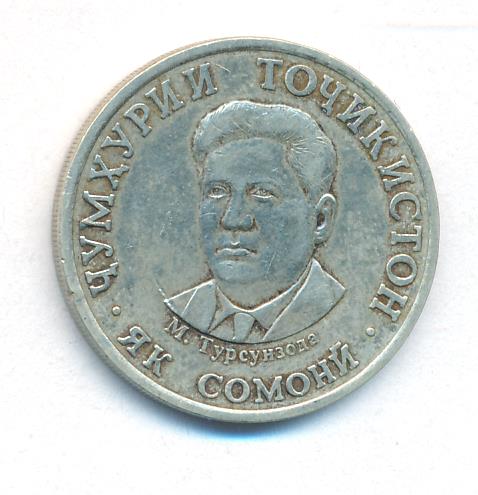 ҶУМҲУРИИ ТОҶИКИСТОН
М. Турсунзода
ЯК СОМОНӢ